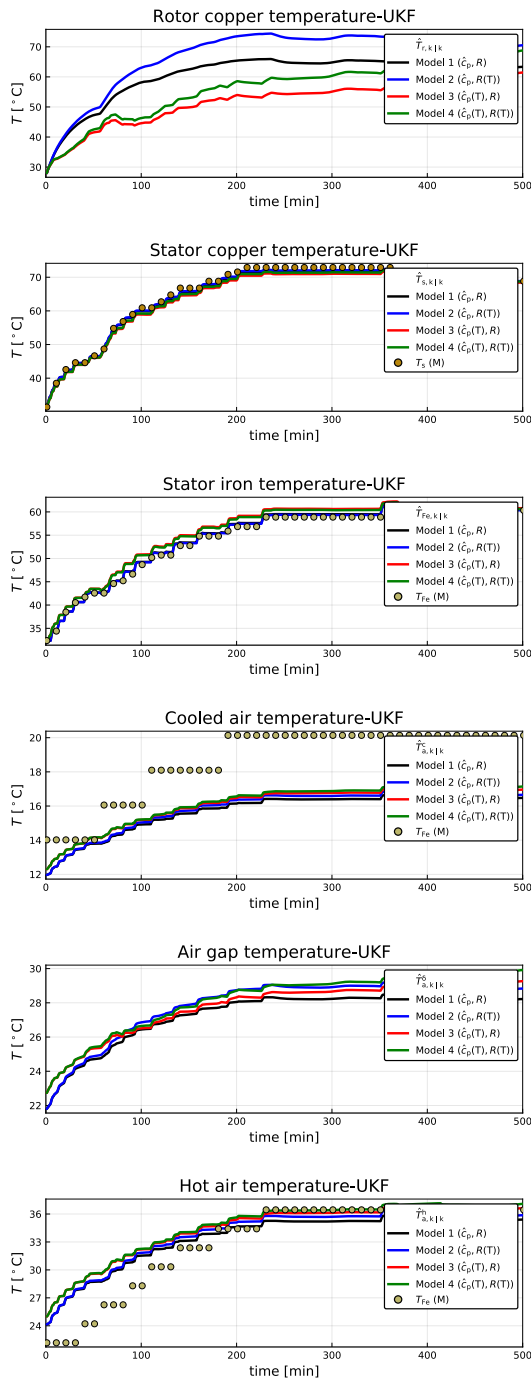 Rotor copper temperature-UKF
T [°C]
70
60
50
40
30
T̂r,k|k
Model 1 (ĉp, R)
Model 2 (ĉp, R(T))
Model 3 (ĉp(T), R)
Model 4 (ĉp(T), R(T))
0 100 200 300 400 500
time [min]
Stator copper temperature-UKF
T [°C]
70
60
50
40
T̂s,k|k
Model 1 (ĉp, R)
Model 2 (ĉp, R(T))
Model 3 (ĉp(T), R)
Model 4 (ĉp(T), R(T))
Ts (M)
0 100 200 300 400 500
time [min]
Stator iron temperature-UKF
T [°C]
60
55
50
45
40
35
T̂Fe,k|k
Model 1 (ĉp, R)
Model 2 (ĉp, R(T))
Model 3 (ĉp(T), R)
Model 4 (ĉp(T), R(T))
TFe (M)
0 100 200 300 400 500
time [min]
Cooled air temperature-UKF
T [°C]
20
18
16
14
12
T̂ca,k|k
Model 1 (ĉp, R)
Model 2 (ĉp, R(T))
Model 3 (ĉp(T), R)
Model 4 (ĉp(T), R(T))
TFe (M)
0 100 200 300 400 500
time [min]
Air gap temperature-UKF
T [°C]
30
28
26
24
22
T̂δa,k|k
Model 1 (ĉp, R)
Model 2 (ĉp, R(T))
Model 3 (ĉp(T), R)
Model 4 (ĉp(T), R(T))
0 100 200 300 400 500
time [min]
Hot air temperature-UKF
T [°C]
36
33
30
27
24
T̂ha,k|k
Model 1 (ĉp, R)
Model 2 (ĉp, R(T))
Model 3 (ĉp(T), R)
Model 4 (ĉp(T), R(T))
TFe (M)
0 100 200 300 400 500
time [min]